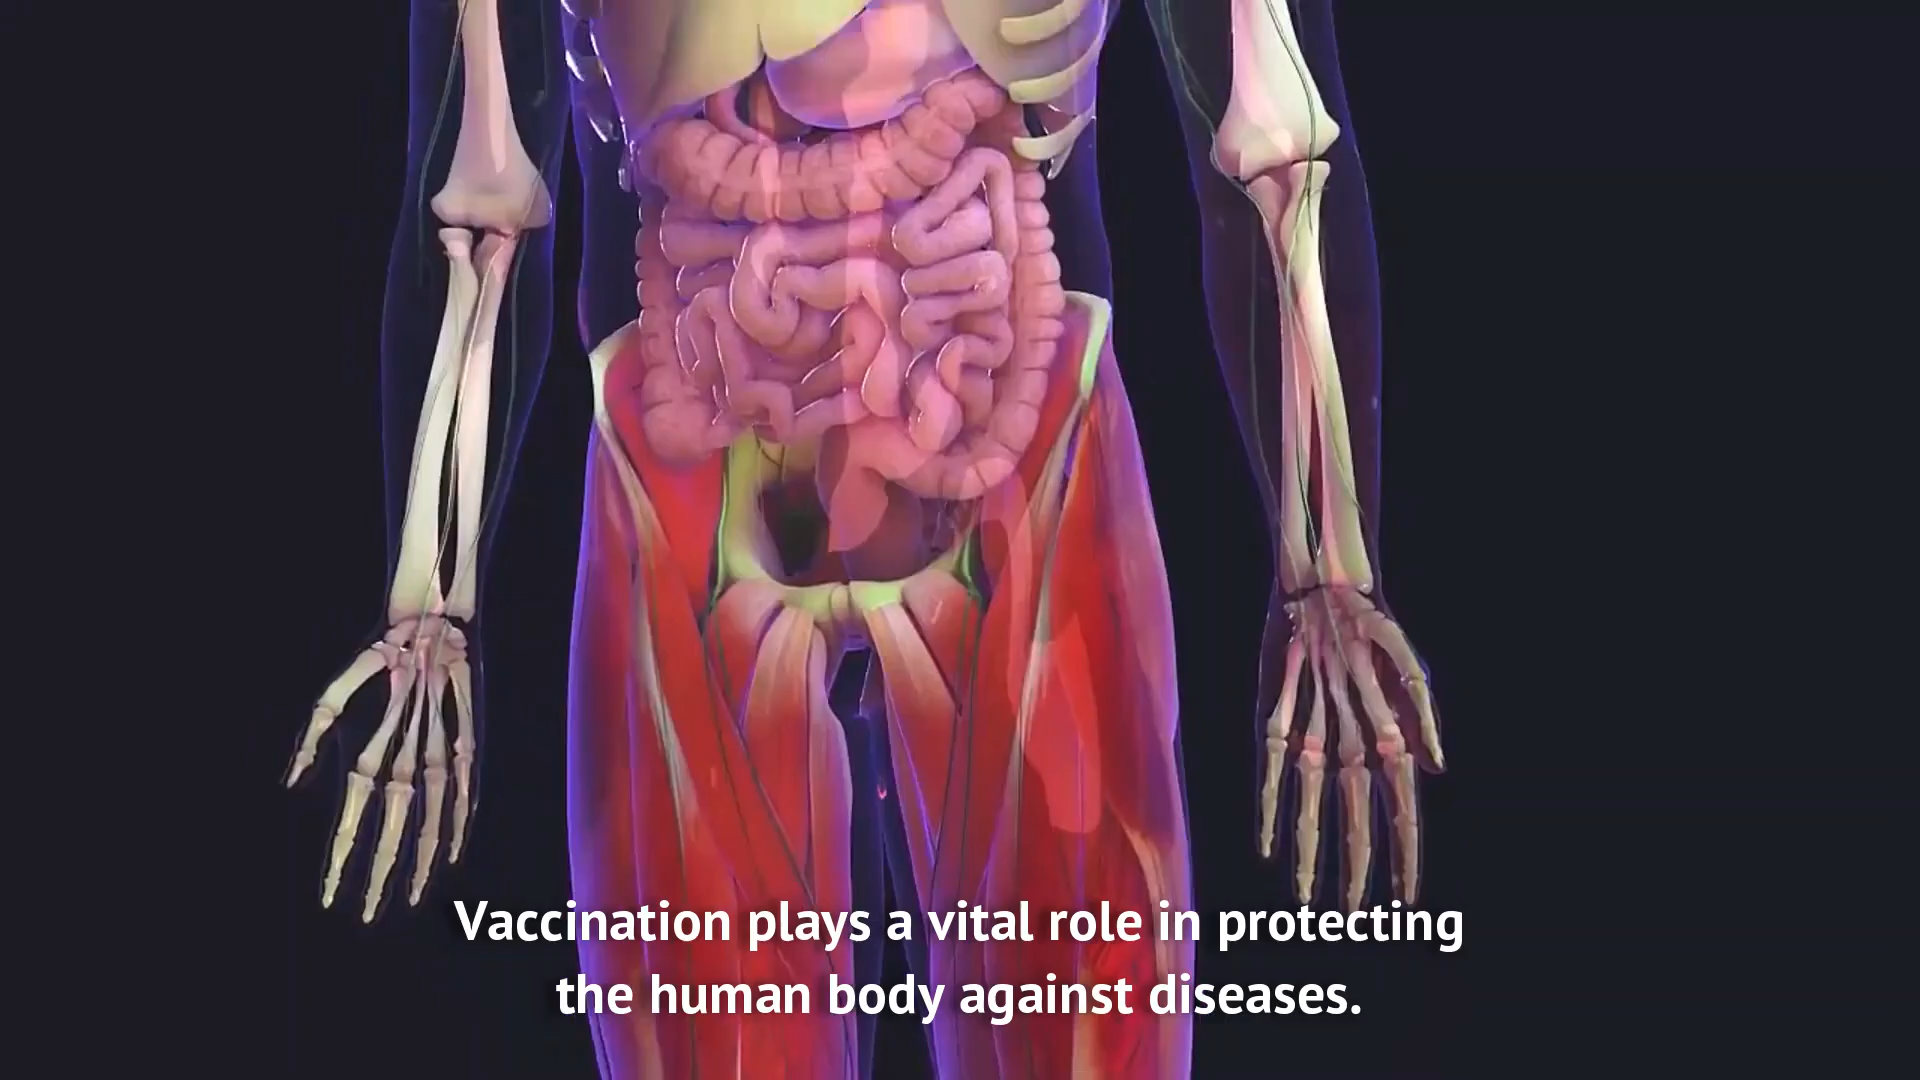 Vaccination plays a vital role in protecting
the human body against diseases.